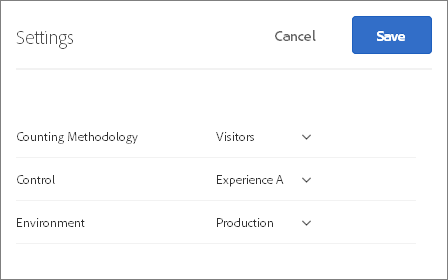 Settings Cancel Save
Counting Methodology Visitors
Control Experience A
Environment Production